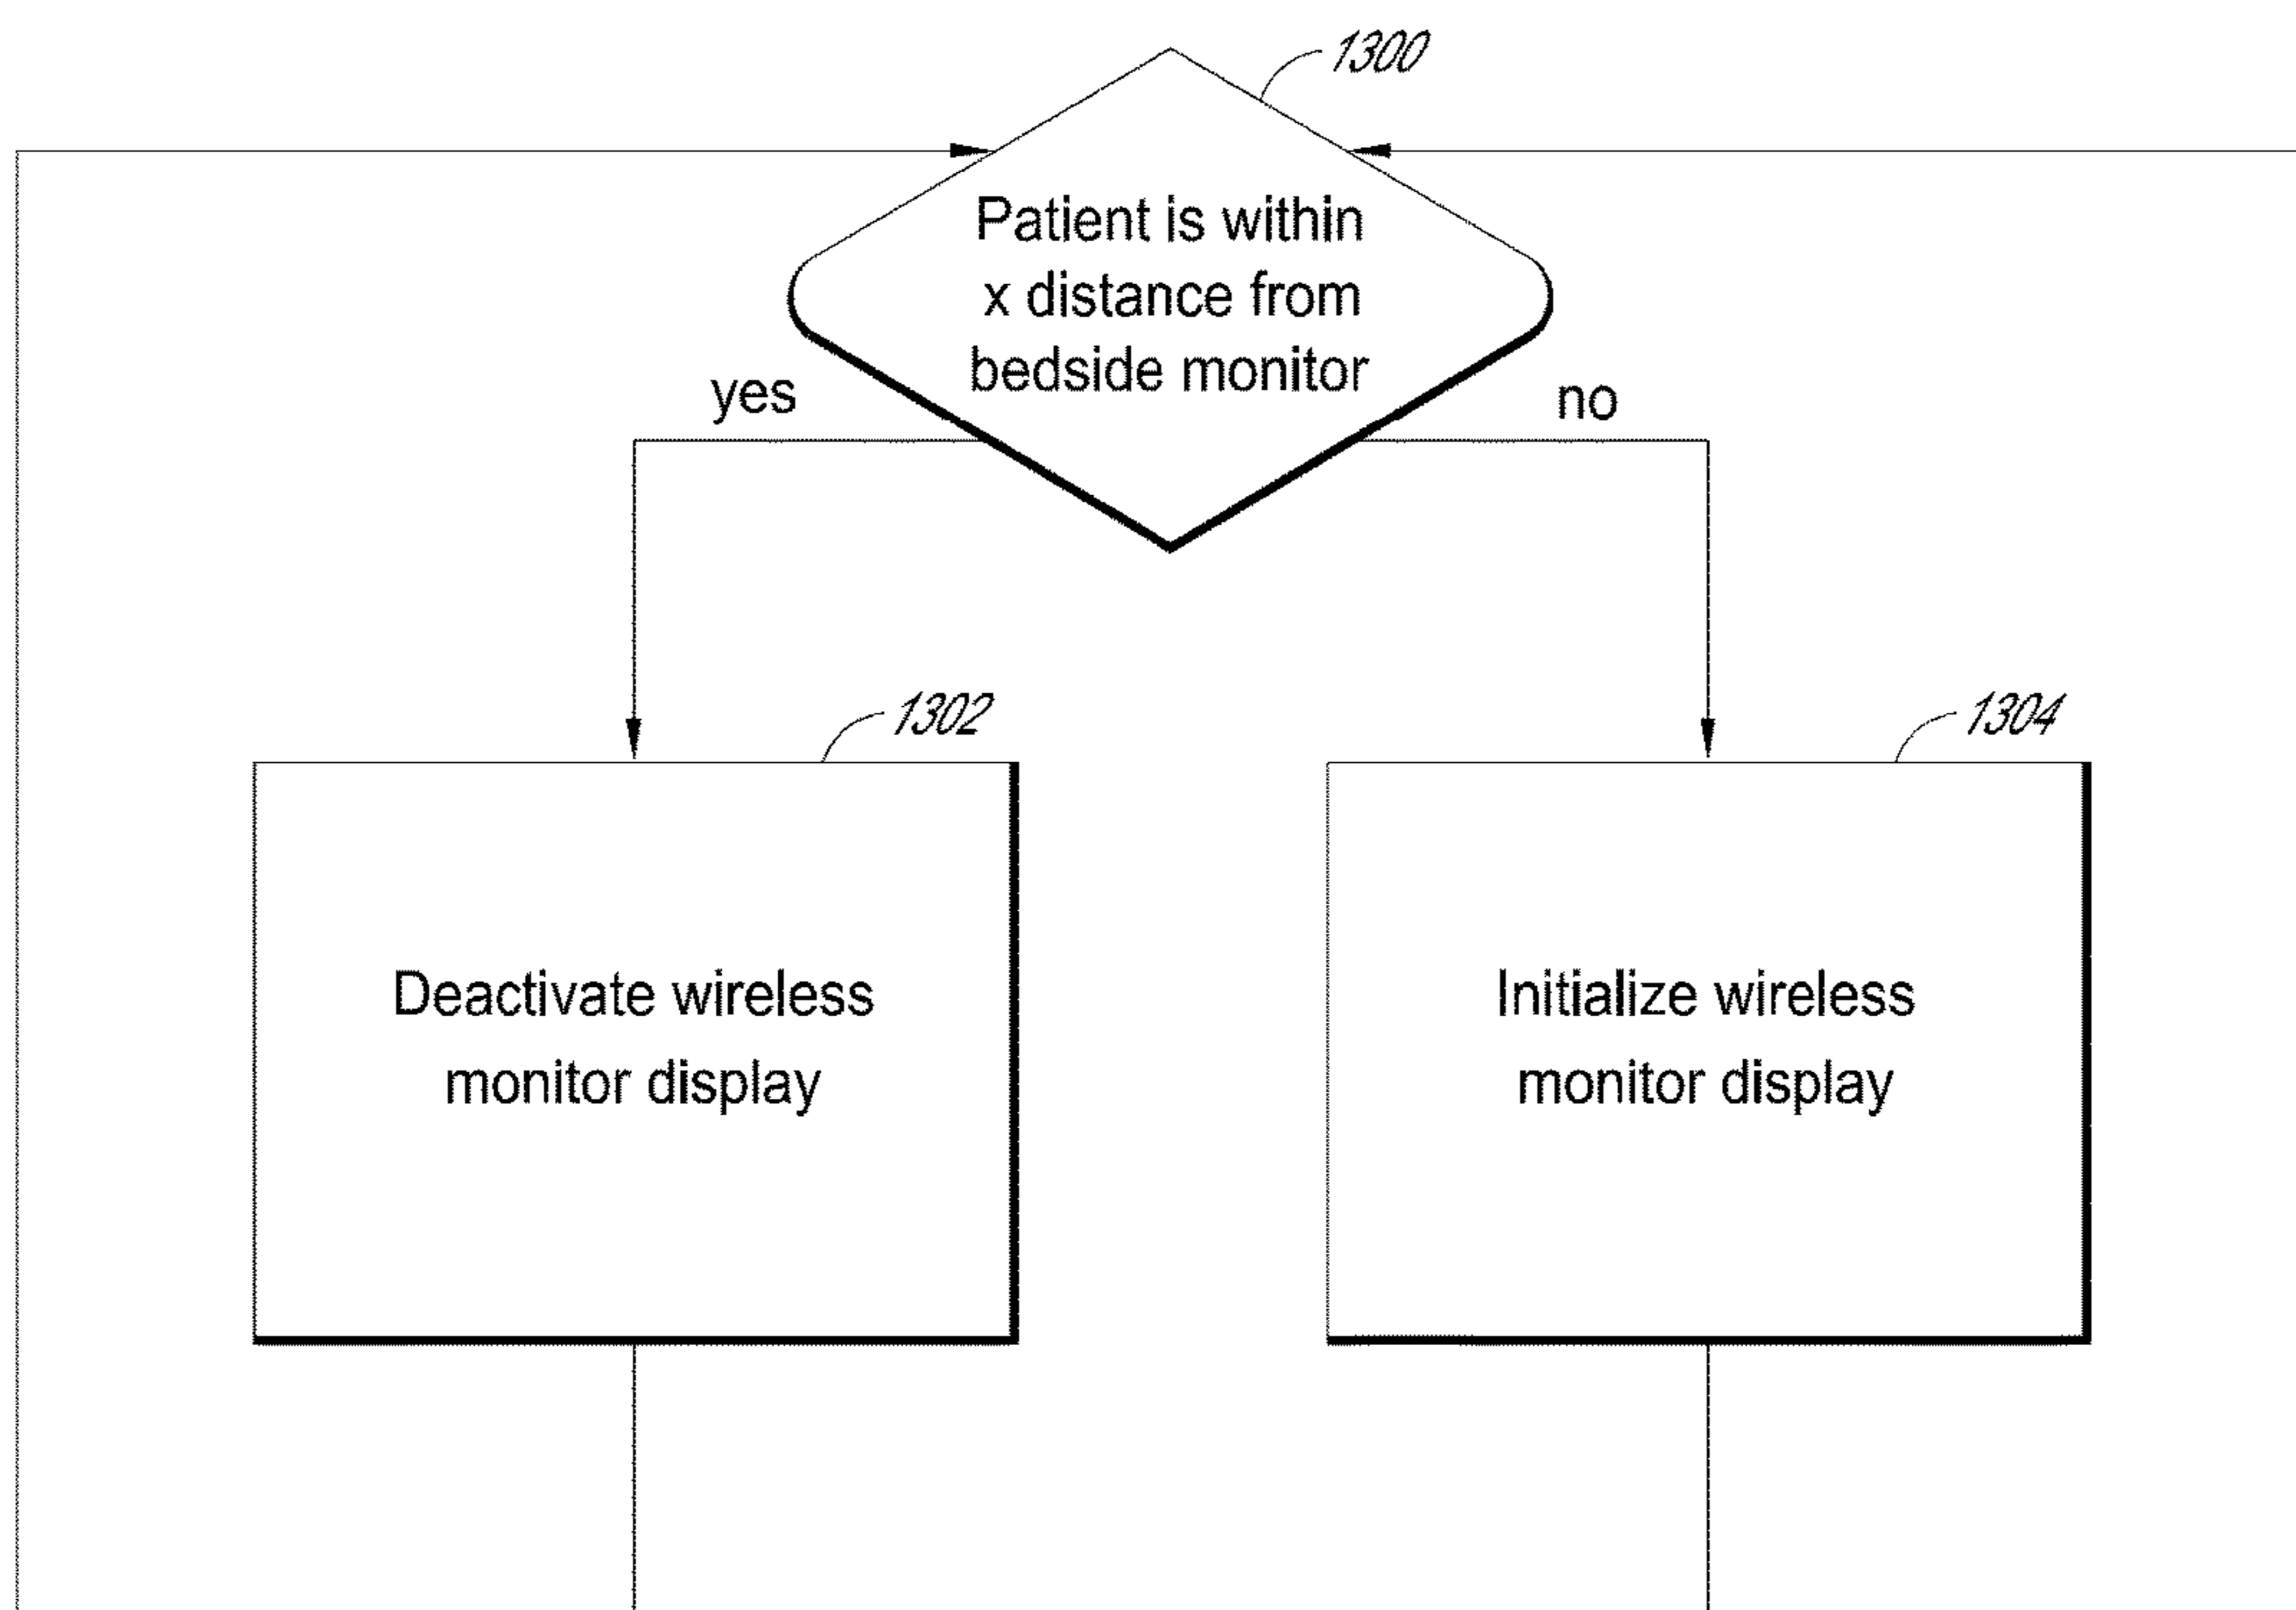 1300
Patient is within
x distance from
bedside monitor
yes
no
1302
1304
Deactivate wireless
monitor display
Initialize wireless
monitor display